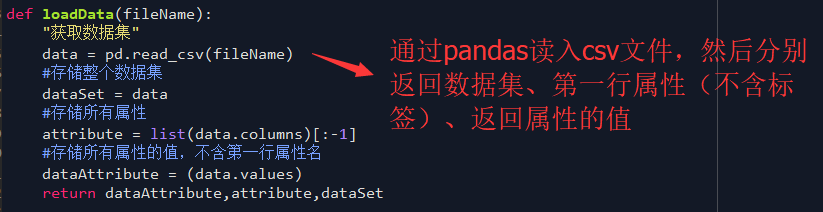 def loadData(fileName):
"获取数据集"
data = pd.read_csv(fileName)
#存储整个数据集
dataSet = data
#存储所有属性
attribute = list(data.columns)[:-1]
#存储所有属性的值，不含第一行属性名
dataAttribute = (data.values)
return dataAttribute,attribute,dataSet
通过pandas读入csv文件，然后分别
返回数据集、第一行属性（不含标
签）、返回属性的值